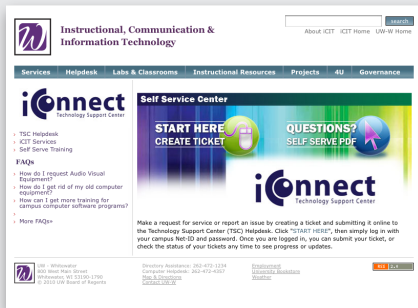 Instructional, Communication &
Information Technology
search
About iCIT iCIT Home UW-W Home
Services Helpdesk Labs & Classrooms Instructional Resources Projects 4U Governance
iConnect
Technology Support Center
TSC Helpdesk
iCIT Services
Self Serve Training
FAQs
How do I request Audio Visual
Equipment?
How do I get rid of my old computer
equipment?
How can I get more training for
campus computer software programs?
More FAQs»
Self Service Center
START HERE
CREATE TICKET
QUESTIONS?
SELF SERVE PDF
iConnect
Technology Support Center
Make a request for service or report an issue by creating a ticket and submitting it online to
the Technology Support Center (TSC) Helpdesk. Click "START HERE", then simply log in with
your campus Net-ID and password. Once you are logged in, you can submit your ticket, or
check the status of your tickets any time to see progress or updates.
UW - Whitewater
800 West Main Street
Whitewater, WI 53190-1790
© 2010 UW Board of Regents
Directory Assistance: 262-472-1234
Computer Helpdesk: 262-472-4357
Map & Directions
Contact UW-W
Employment
University Bookstore
Weather